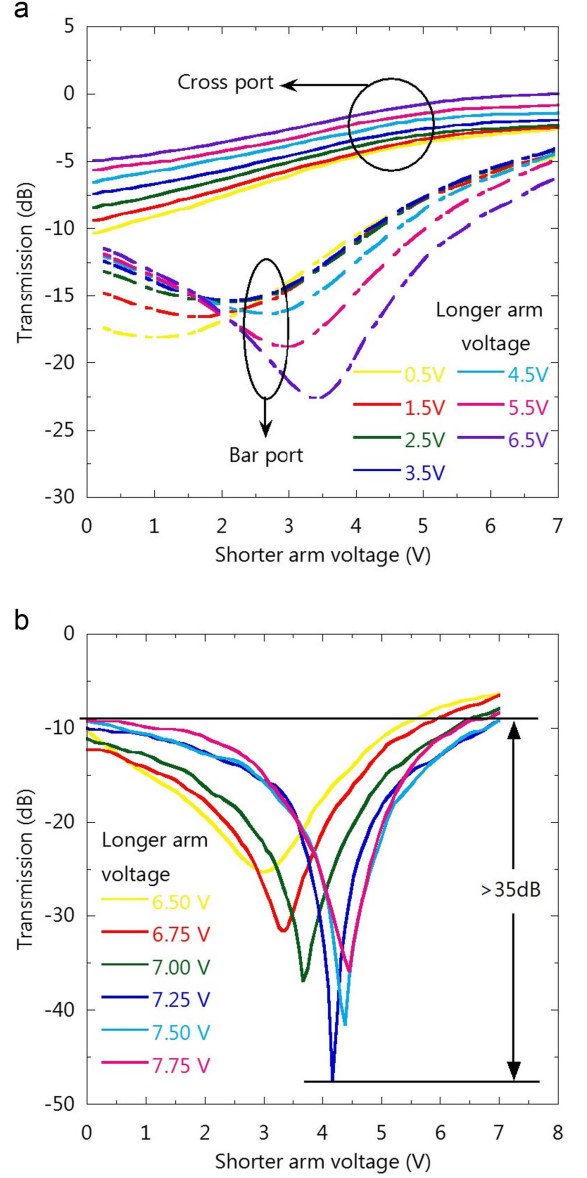 a
5
0
-5
-10
-15
-20
-25
-30
Transmission (dB)
Cross port
Bar port
Longer arm
voltage
0.5V
4.5V
1.5V
5.5V
2.5V
6.5V
3.5V
0 1 2 3 4 5 6 7
Shorter arm voltage (V)
b
0
-10
-20
-30
-40
-50
Transmission (dB)
>35dB
Longer arm
voltage
6.50 V
6.75 V
7.00 V
7.25 V
7.50 V
7.75 V
0 1 2 3 4 5 6 7 8
Shorter arm voltage (V)